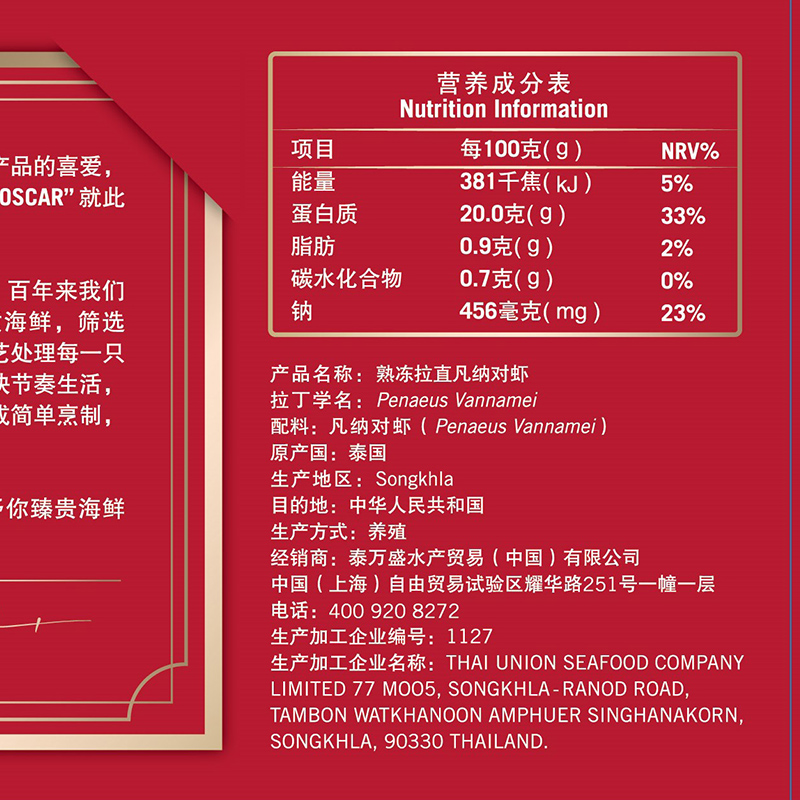 产品的喜爱,
OSCAR”就此
百年来我们
海鲜，筛选
艺处理每一只
快节奏生活,
或简单烹制,
你臻贵海鲜
营养成分表
Nutrition Information
项目 每100克(g) NRV%
能量 381千焦(kJ) 5%
蛋白质 20.0克(g) 33%
脂肪 0.9克(g) 2%
碳水化合物 0.7克(g) 0%
钠 456毫克(mg) 23%
产品名称：熟冻拉直凡纳对虾
拉丁学名：Penaeus Vannamei
配料：凡纳对虾（Penaeus Vannamei）
原产国：泰国
生产地区：Songkhla
目的地：中华人民共和国
生产方式：养殖
经销商：泰万盛水产贸易（中国）有限公司
中国（上海）自由贸易试验区耀华路251号一幢一层
电话：400 920 8272
生产加工企业编号：1127
生产加工企业名称：THAI UNION SEAFOOD COMPANY
LIMITED 77 MOO5, SONGKHLA-RANOD ROAD,
TAMBON WATKHANOON AMPHUER SINGHANAKORN,
SONGKHLA, 90330 THAILAND.